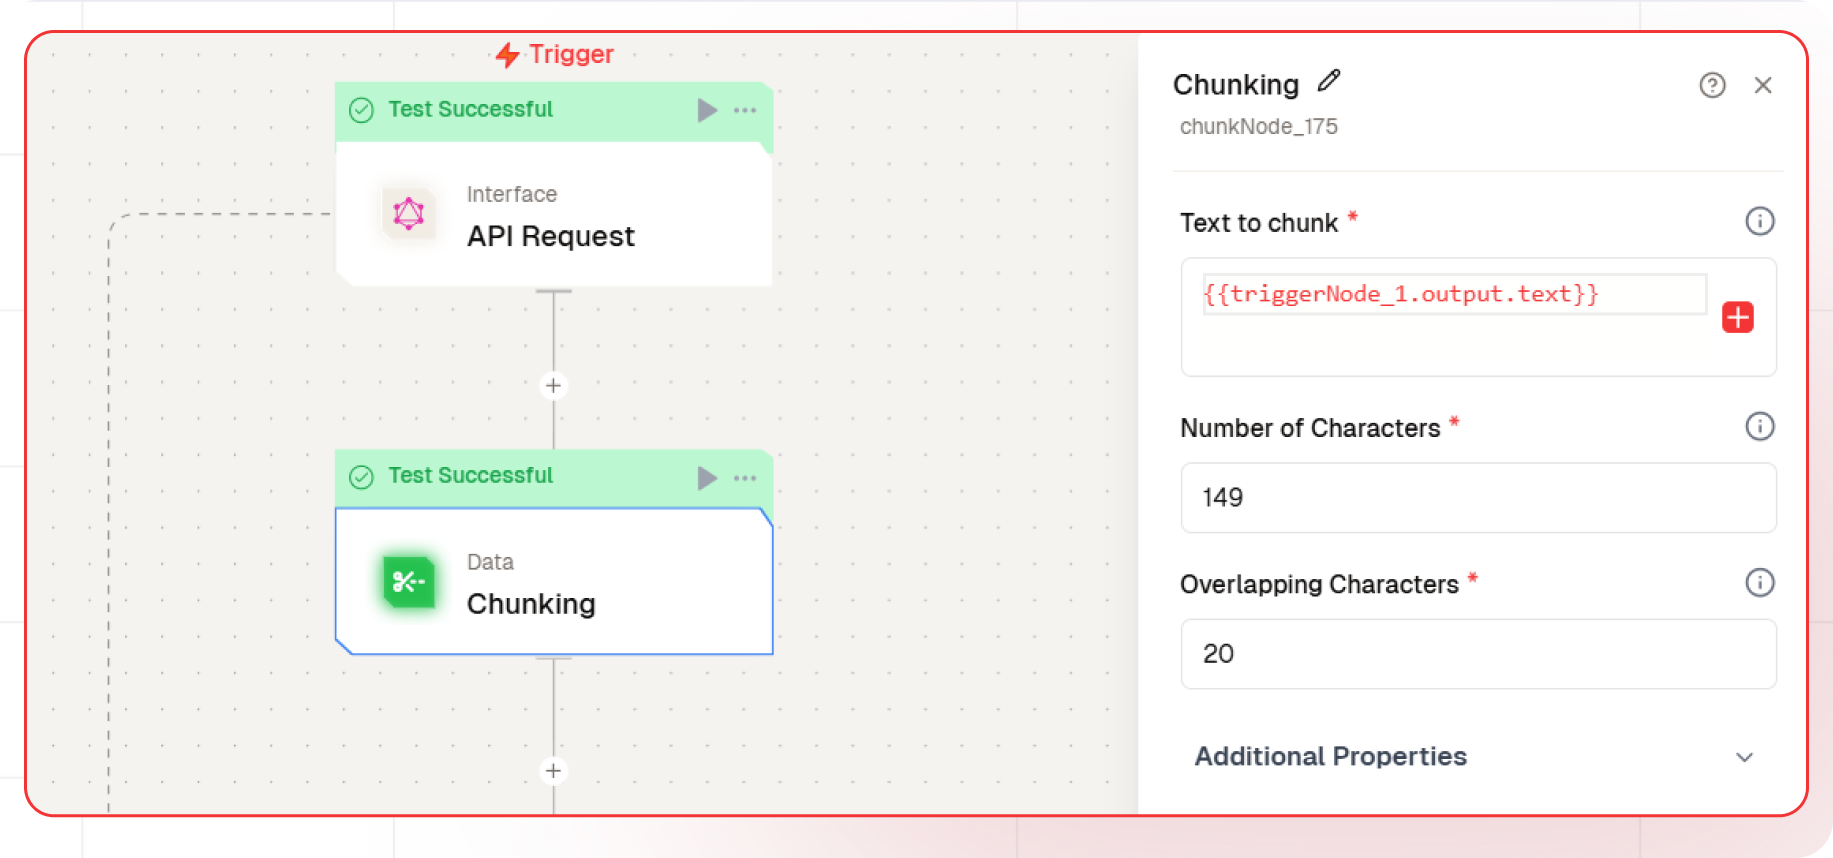 Trigger
Test Successful
Interface
API Request
Test Successful
Data
Chunking
Chunking
chunkNode_175
Text to chunk *
{{triggerNode_1.output.text}}
Number of Characters *
149
Overlapping Characters *
20
Additional Properties